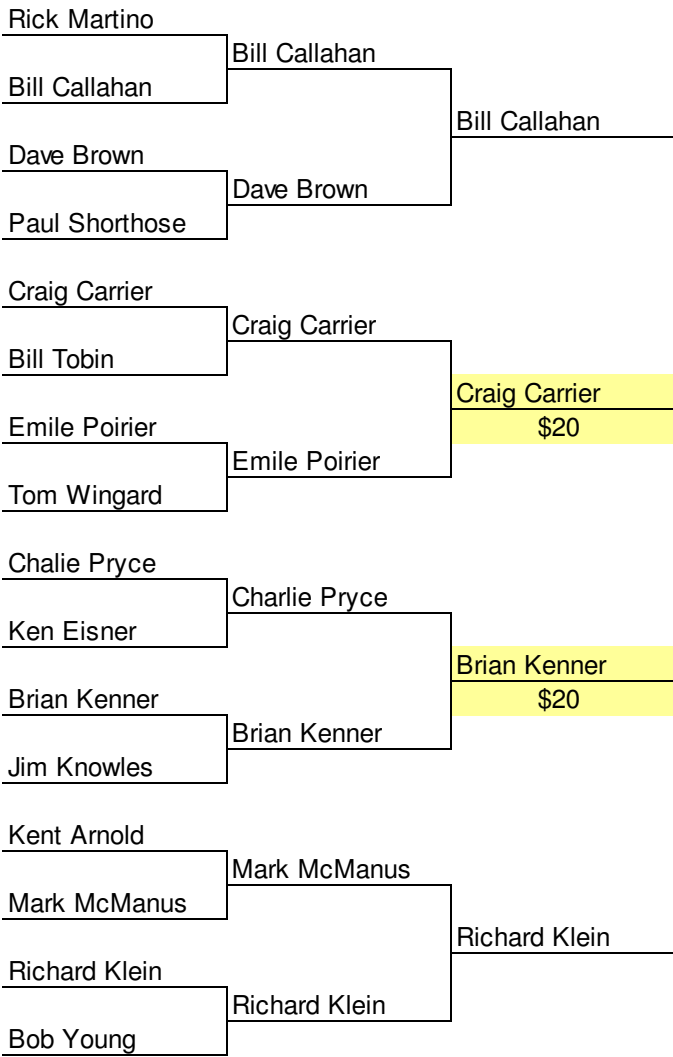 Rick Martino
Bill Callahan
Bill Callahan
Bill Callahan
Dave Brown
Dave Brown
Paul Shorthose
Craig Carrier
Craig Carrier
Bill Tobin
Craig Carrier
$20
Emile Poirier
Emile Poirier
Tom Wingard
Chalie Pryce
Charlie Pryce
Ken Eisner
Brian Kenner
$20
Brian Kenner
Brian Kenner
Jim Knowles
Kent Arnold
Mark McManus
Mark McManus
Richard Klein
Richard Klein
Richard Klein
Bob Young